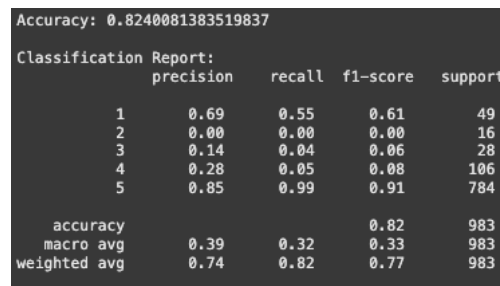 Accuracy: 0.8240081383519837
Classification Report:
precision recall f1-score support
1 0.69 0.55 0.61 49
2 0.00 0.00 0.00 16
3 0.14 0.04 0.06 28
4 0.28 0.05 0.08 106
5 0.85 0.99 0.91 784
accuracy 0.82 983
macro avg 0.39 0.32 0.33 983
weighted avg 0.74 0.82 0.77 983